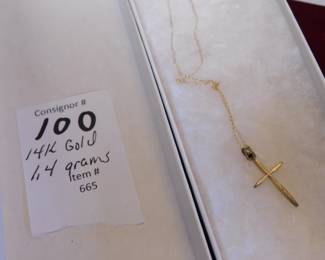 Consignor #
100
14K Gold
1.4 grams
Item #
665